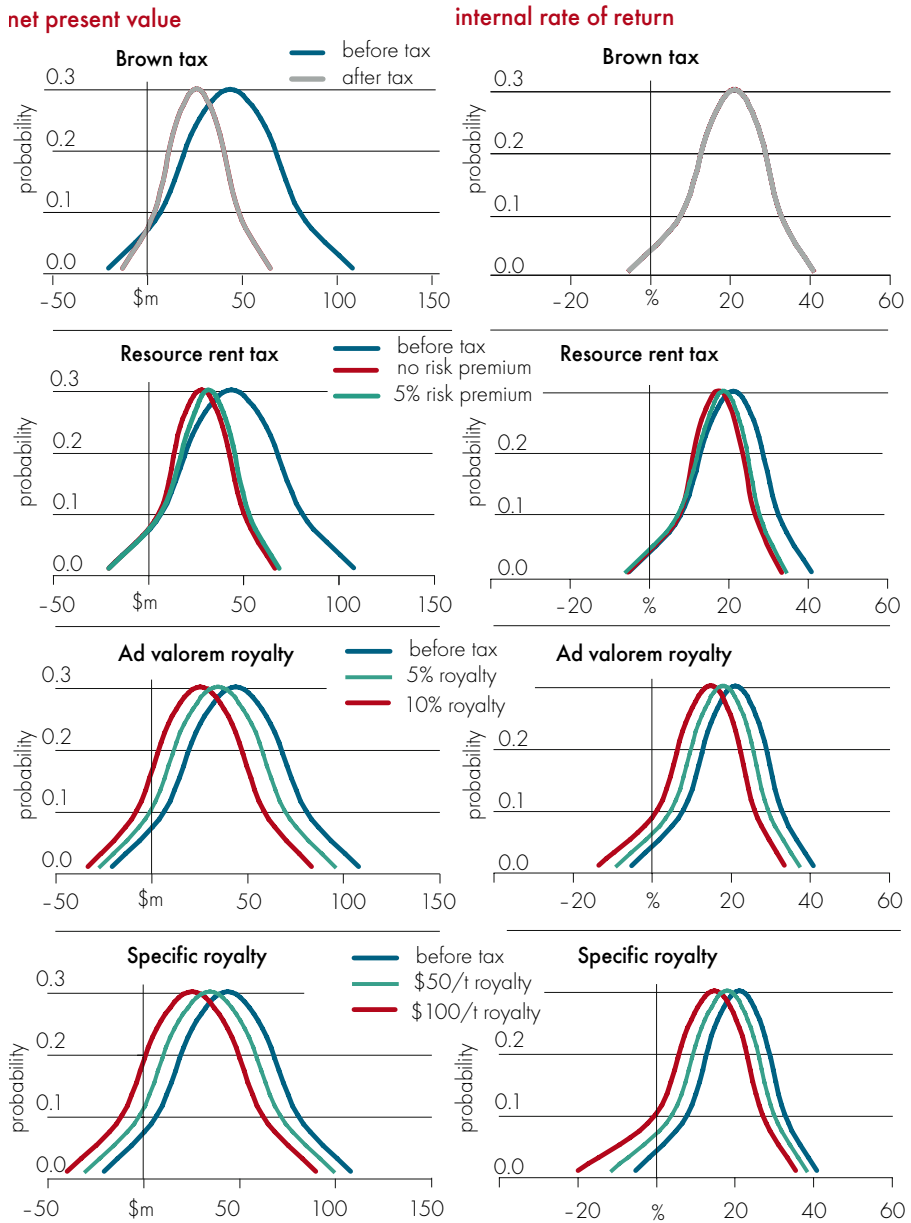 net present value
internal rate of return
Brown tax
before tax
after tax
Brown tax
probability
0.3
0.2
0.1
0.0
−50
$m
50
100
150
probability
0.3
0.2
0.1
0.0
−20
%
20
40
60
Resource rent tax
before tax
no risk premium
5% risk premium
Resource rent tax
probability
0.3
0.2
0.1
0.0
−50
$m
50
100
150
probability
0.3
0.2
0.1
0.0
−20
%
20
40
60
Ad valorem royalty
before tax
5% royalty
10% royalty
Ad valorem royalty
probability
0.3
0.2
0.1
0.0
−50
$m
50
100
150
probability
0.3
0.2
0.1
0.0
−20
%
20
40
60
Specific royalty
before tax
$50/t royalty
$100/t royalty
Specific royalty
probability
0.3
0.2
0.1
0.0
−50
$m
50
100
150
probability
0.3
0.2
0.1
0.0
−20
%
20
40
60